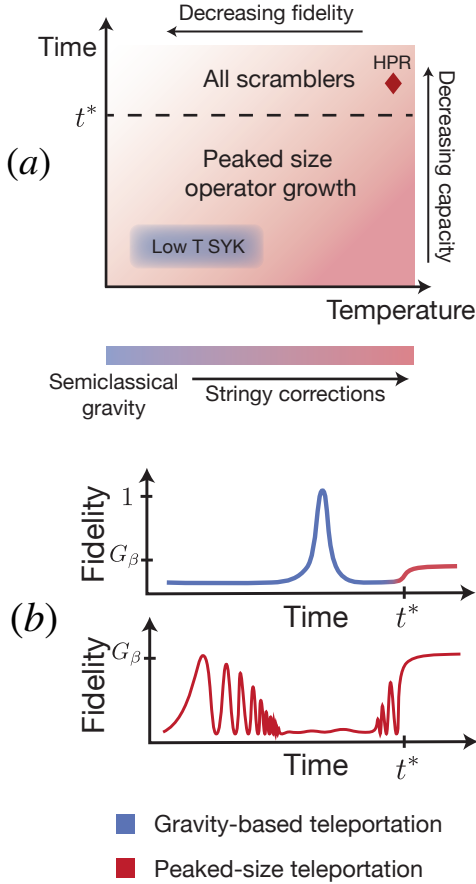 Decreasing fidelity
Time
HPR
All scramblers
t*
(a)
Peaked size
operator growth
Decreasing capacity
Low T SYK
Temperature
Semiclassical
gravity
Stringy corrections
Fidelity
1
G_β
Time
t*
(b)
Fidelity
G_β
Time
t*
Gravity-based teleportation
Peaked-size teleportation